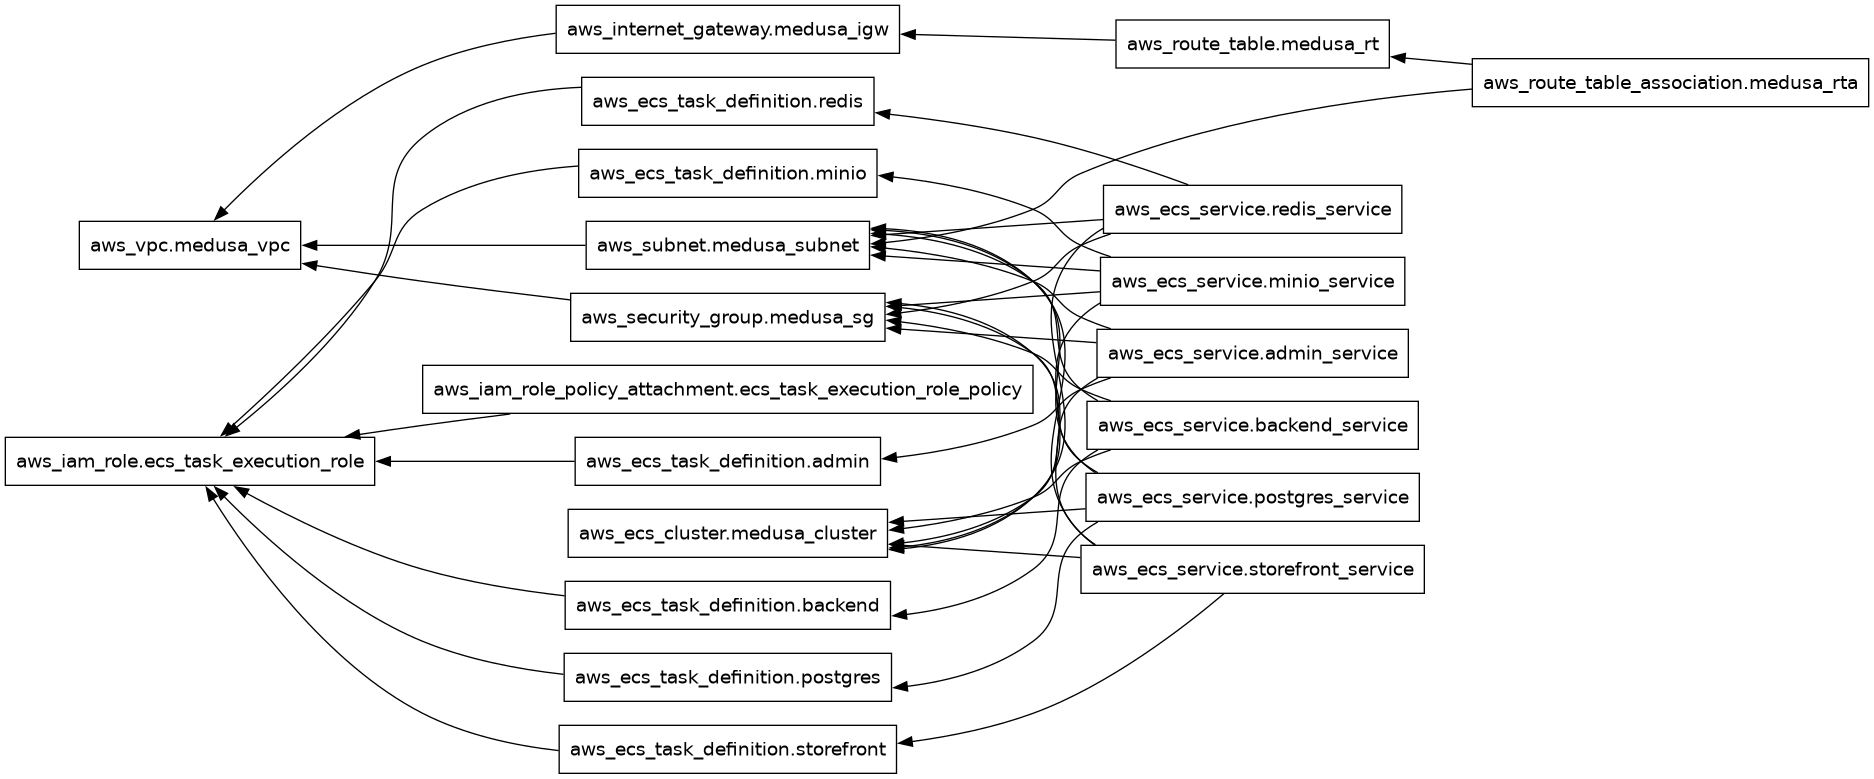 aws_internet_gateway.medusa_igw
aws_route_table.medusa_rt
aws_route_table_association.medusa_rta
aws_ecs_task_definition.redis
aws_ecs_task_definition.minio
aws_ecs_service.redis_service
aws_vpc.medusa_vpc
aws_subnet.medusa_subnet
aws_ecs_service.minio_service
aws_security_group.medusa_sg
aws_ecs_service.admin_service
aws_iam_role_policy_attachment.ecs_task_execution_role_policy
aws_ecs_service.backend_service
aws_iam_role.ecs_task_execution_role
aws_ecs_task_definition.admin
aws_ecs_service.postgres_service
aws_ecs_cluster.medusa_cluster
aws_ecs_service.storefront_service
aws_ecs_task_definition.backend
aws_ecs_task_definition.postgres
aws_ecs_task_definition.storefront